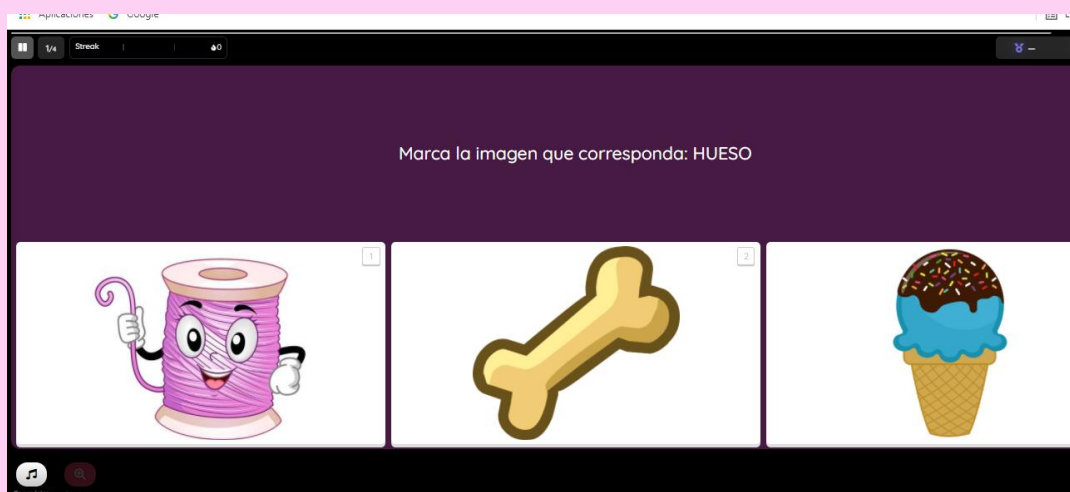 Aplicaciones Google
1/4 Streak 0
Marca la imagen que corresponda: HUESO
1 2